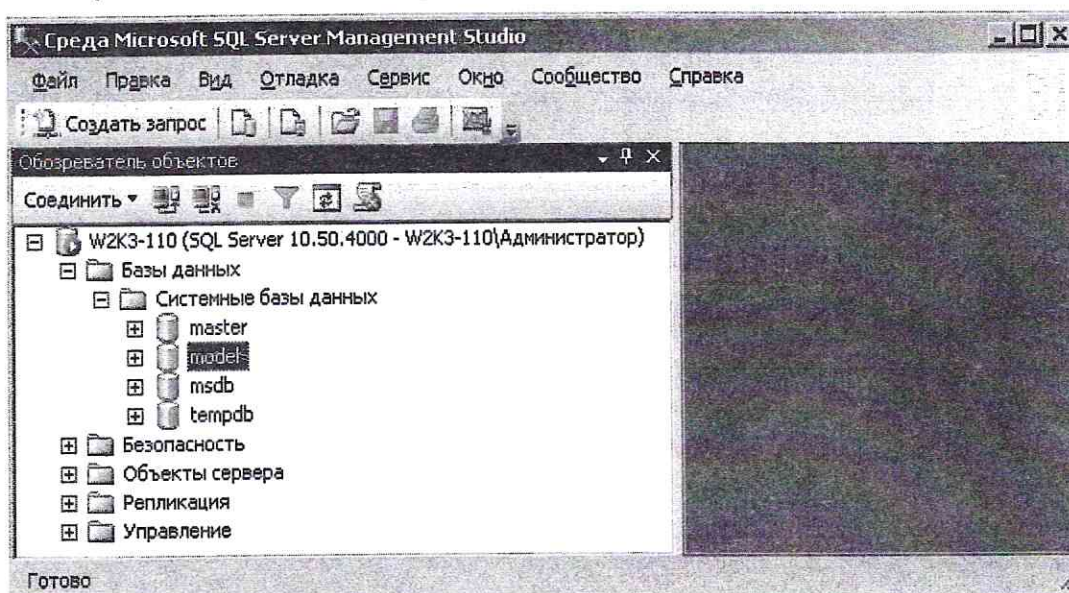 Среда Microsoft SQL Server Management Studio
Файл Правка Вид Отладка Сервис Окно Сообщество Справка
Создать запрос
Обозреватель объектов
Соединить
W2K3-110 (SQL Server 10.50.4000 - W2K3-110\Администратор)
Базы данных
Системные базы данных
master
model
msdb
tempdb
Безопасность
Объекты сервера
Репликация
Управление
Готово